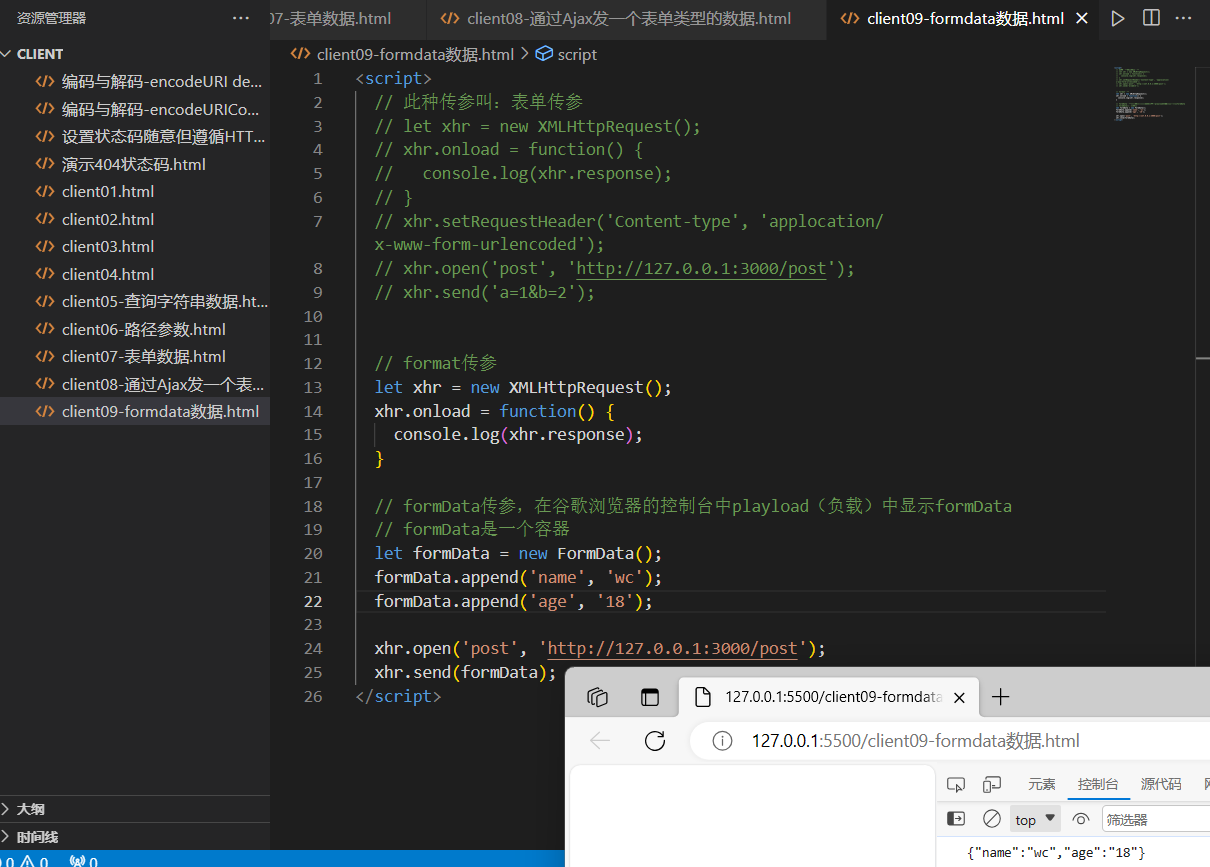 资源管理器
07-表单数据.html
client08-通过Ajax发一个表单类型的数据.html
client09-formdata数据.html
CLIENT
编码与解码-encodeURI de...
编码与解码-encodeURICo...
设置状态码随意但遵循HTT...
演示404状态码.html
client01.html
client02.html
client03.html
client04.html
client05-查询字符串数据.ht...
client06-路径参数.html
client07-表单数据.html
client08-通过Ajax发一个表...
client09-formdata数据.html
大纲
时间线
0 0 0
client09-formdata数据.html > script
1 <script>
2 // 此种传参叫: 表单传参
3 // let xhr = new XMLHttpRequest();
4 // xhr.onload = function() {
5 //   console.log(xhr.response);
6 // }
7 // xhr.setRequestHeader('Content-type', 'applocation/
x-www-form-urlencoded');
8 // xhr.open('post', 'http://127.0.0.1:3000/post');
9 // xhr.send('a=1&b=2');
10
11
12 // format传参
13 let xhr = new XMLHttpRequest();
14 xhr.onload = function() {
15 console.log(xhr.response);
16 }
17
18 // formData传参，在谷歌浏览器的控制台中playload（负载）中显示formData
19 // formData是一个容器
20 let formData = new FormData();
21 formData.append('name', 'wc');
22 formData.append('age', '18');
23
24 xhr.open('post', 'http://127.0.0.1:3000/post');
25 xhr.send(formData);
26 </script>
127.0.0.1:5500/client09-formdata
127.0.0.1:5500/client09-formdata数据.html
元素 控制台 源代码
top 筛选器
{"name":"wc","age":"18"}